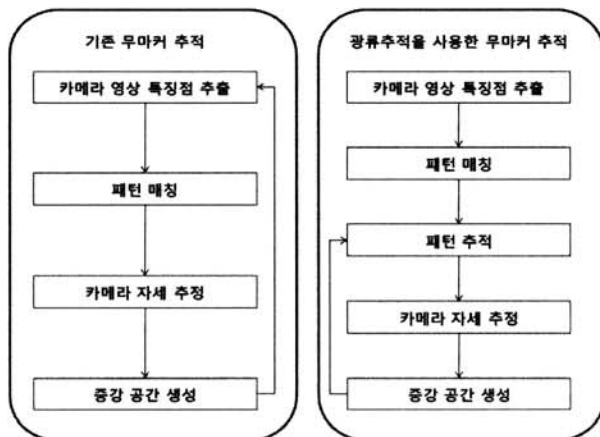 기존 무마커 추적
카메라 영상 특징점 추출
패턴 매칭
카메라 자세 추정
증강 공간 생성
광류추적을 사용한 무마커 추적
카메라 영상 특징점 추출
패턴 매칭
패턴 추적
카메라 자세 추정
증강 공간 생성